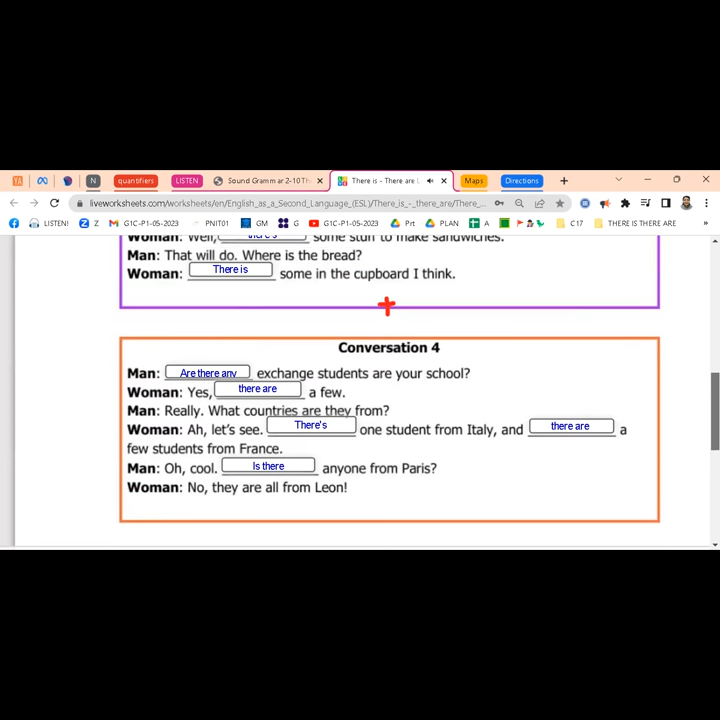 TA N quantifiers LISTEN Sound Grammar 2-10 Th There is - There are l Maps Directions
liveworksheets.com/worksheets/en/English_as_a_Second_Language_(ESL)/There_is_-_there_are/There_...
LISTEN! Z Z G1C-P1-05-2023 PNIT01 GM G G1C-P1-05-2023 Prt PLAN A C17 THERE IS THERE ARE »
Woman: Well, there's some stuff to make sandwiches.
Man: That will do. Where is the bread?
Woman: There is some in the cupboard I think.
Conversation 4
Man: Are there any exchange students are your school?
Woman: Yes, there are a few.
Man: Really. What countries are they from?
Woman: Ah, let's see. There's one student from Italy, and there are a
few students from France.
Man: Oh, cool. Is there anyone from Paris?
Woman: No, they are all from Leon!